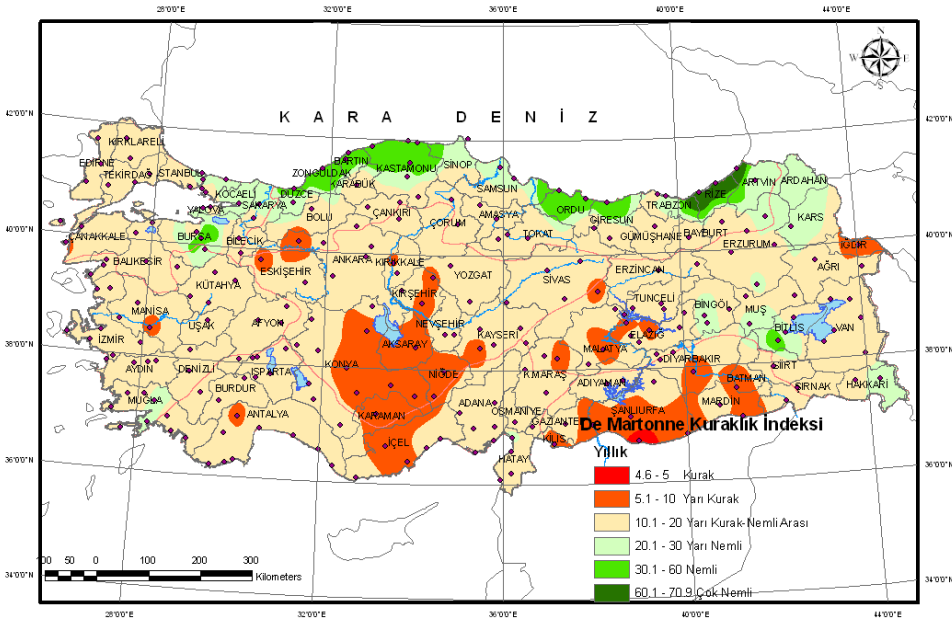 28°0'0"E 32°0'0"E 36°0'0"E 40°0'0"E 44°0'0"E
N
W E
S
42°0'0"N
K A R A D E N İ Z
42°0'0"N
KIRKLARELİ
EDİRNE
TEKİRDAĞ
İSTANBUL
KOCAELİ
YALOVA
SAKARYA
DÜZCE
ZONGULDAK
BARTIN
KARABÜK
KASTAMONU
SİNOP
SAMSUN
ORDU
GİRESUN
TRABZON
RİZE
ARTVİN
ARDAHAN
BOLU
ÇANKIRI
ÇORUM
AMASYA
TOKAT
GÜMÜŞHANE
BAYBURT
ERZURUM
KARS
40°0'0"N
ÇANAKKALE
BURSA
BİLECİK
ESKİŞEHİR
ANKARA
KIRIKKALE
YOZGAT
SİVAS
ERZİNCAN
IĞDIR
AĞRI
40°0'0"N
BALIKESİR
KÜTAHYA
KIRŞEHİR
TUNCELİ
BİNGÖL
MUŞ
MANİSA
UŞAK
AFYON
NEVŞEHİR
KAYSERİ
MALATYA
ELAZIĞ
BİTLİS
VAN
38°0'0"N
İZMİR
AKSARAY
KONYA
NİĞDE
K.MARAŞ
DİYARBAKIR
SİİRT
38°0'0"N
AYDIN
DENİZLİ
ISPARTA
BURDUR
ADIYAMAN
BATMAN
ŞIRNAK
HAKKARİ
MUĞLA
ANTALYA
KARAMAN
ADANA
OSMANİYE
GAZİANTEP
ŞANLIURFA
MARDİN
İÇEL
KİLİS
HATAY
36°0'0"N
36°0'0"N
De Martonne Kuraklık İndeksi
Yıllık
4.6 - 5 Kurak
5.1 - 10 Yarı Kurak
10.1 - 20 Yarı Kurak-Nemli Arası
20.1 - 30 Yarı Nemli
30.1 - 60 Nemli
60.1 - 70.9 Çok Nemli
100 50 0 100 200 300
Kilometers
34°0'0"N
34°0'0"N
28°0'0"E 32°0'0"E 36°0'0"E 40°0'0"E 44°0'0"E